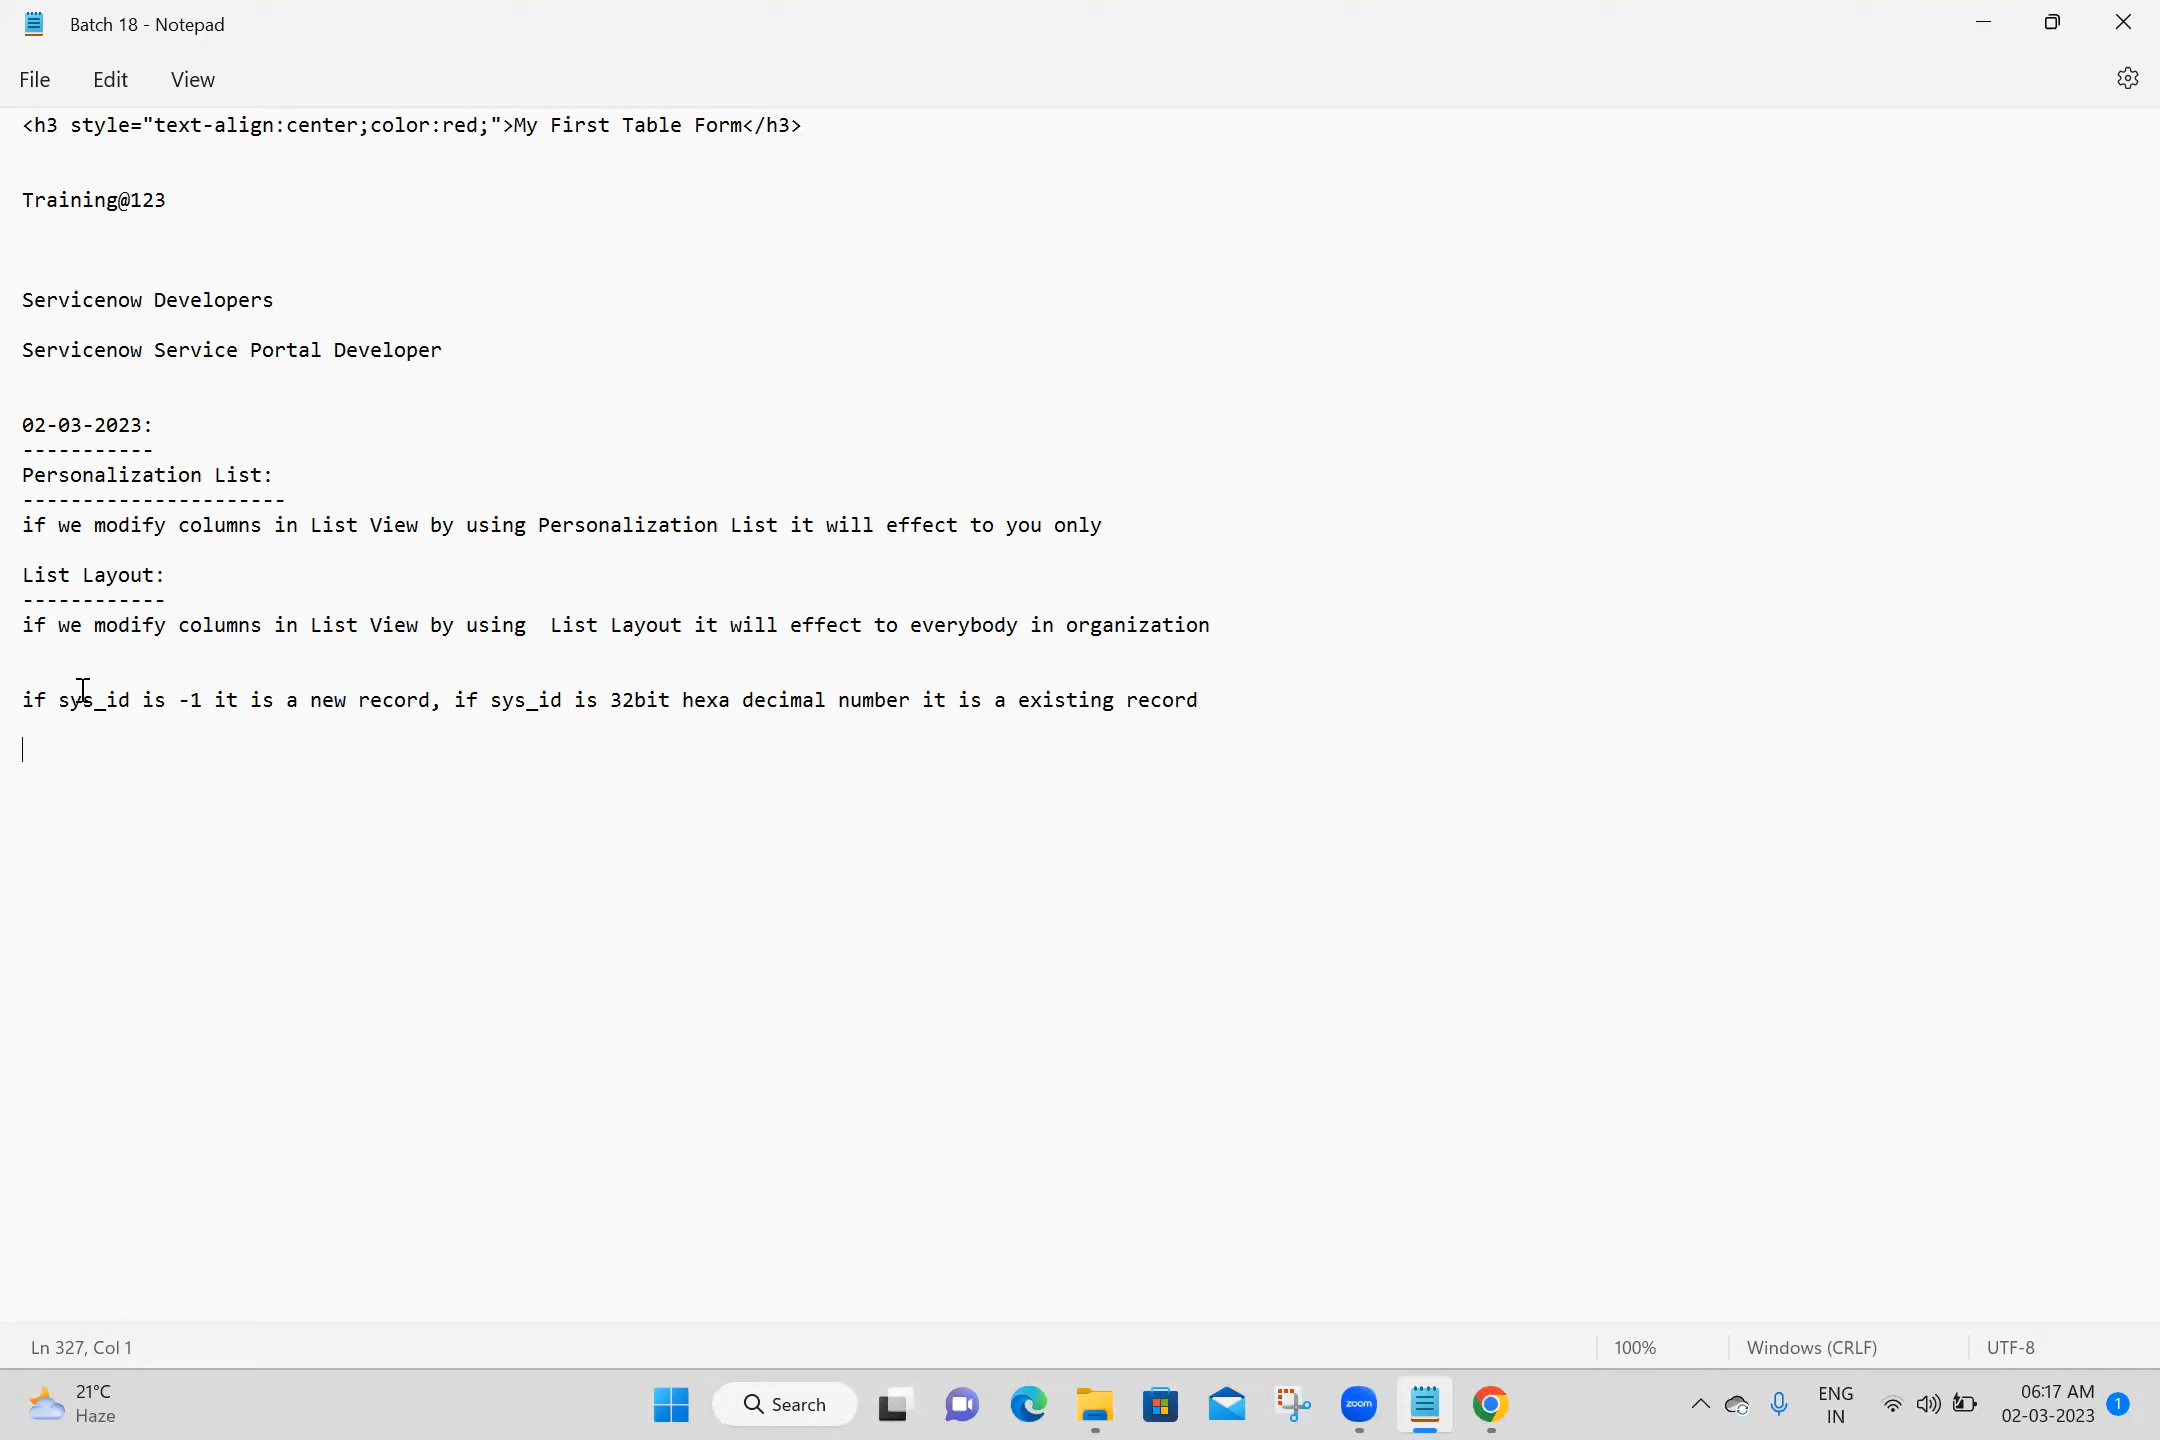 Batch 18 - Notepad
File Edit View
<h3 style="text-align:center;color:red;">My First Table Form</h3>
Training@123
Servicenow Developers
Servicenow Service Portal Developer
02-03-2023:
-----------
Personalization List:
----------------------
if we modify columns in List View by using Personalization List it will effect to you only
List Layout:
------------
if we modify columns in List View by using  List Layout it will effect to everybody in organization
if sys_id is -1 it is a new record, if sys_id is 32bit hexa decimal number it is a existing record
Ln 327, Col 1 100% Windows (CRLF) UTF-8
21°C
Haze
Search
zoom
ENG
IN
06:17 AM
02-03-2023
1